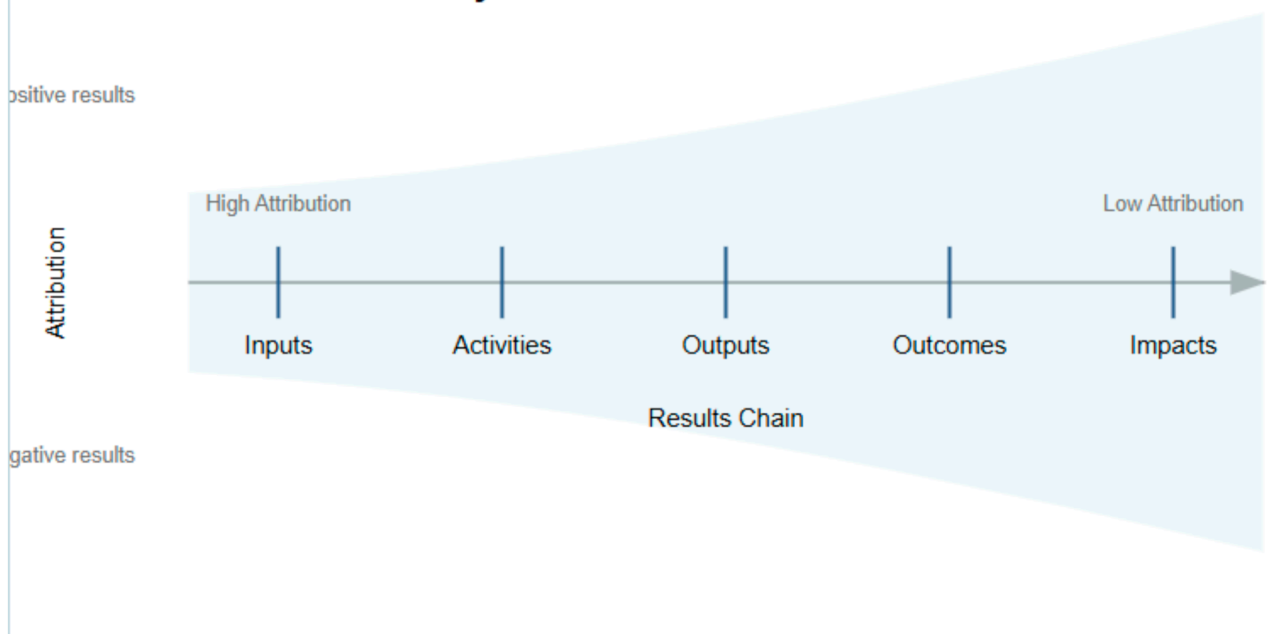 ositive results
High Attribution
Low Attribution
Attribution
Inputs
Activities
Outputs
Outcomes
Impacts
Results Chain
gative results